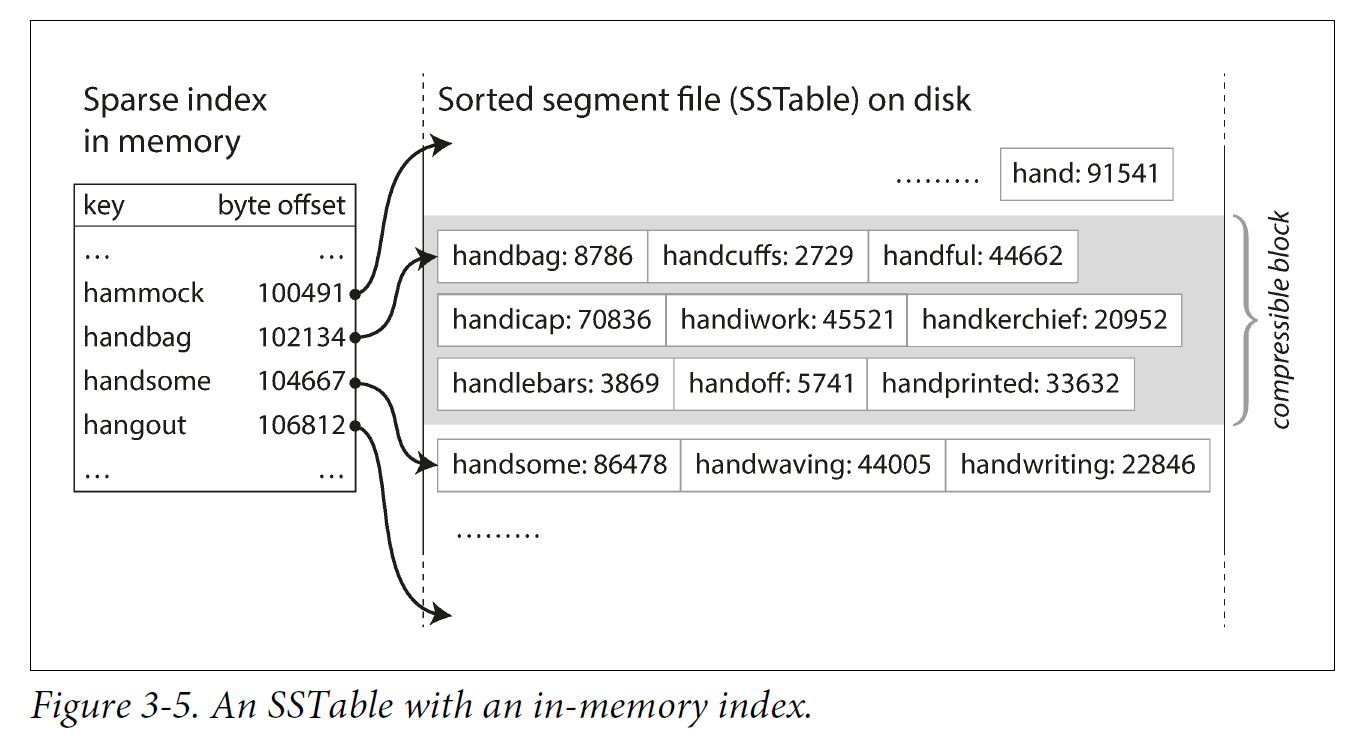 Sparse index
in memory
key byte offset
... ...
hammock 100491
handbag 102134
handsome 104667
hangout 106812
... ...
Sorted segment file (SSTable) on disk
......... hand: 91541
handbag: 8786 handcuffs: 2729 handful: 44662
handicap: 70836 handiwork: 45521 handkerchief: 20952
handlebars: 3869 handoff: 5741 handprinted: 33632
handsome: 86478 handwaving: 44005 handwriting: 22846
.........
compressible block
Figure 3-5. An SSTable with an in-memory index.